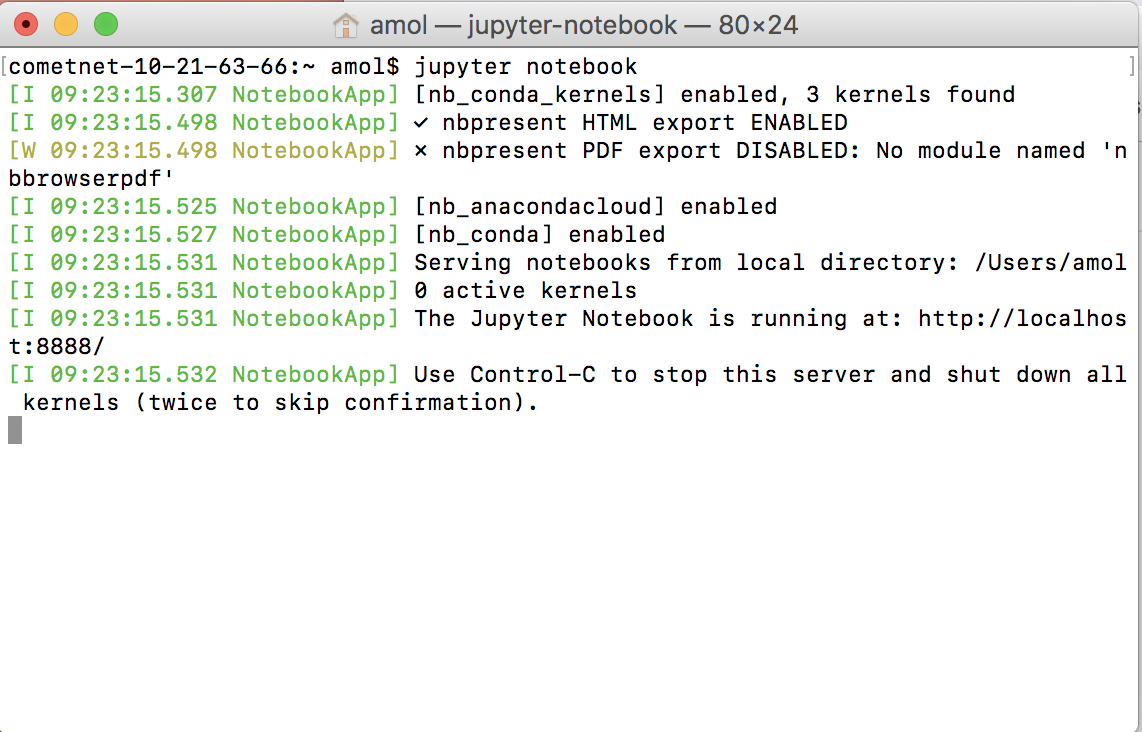 amol — jupyter-notebook — 80×24
[cometnet-10-21-63-66:~ amol$ jupyter notebook ]
[I 09:23:15.307 NotebookApp] [nb_conda_kernels] enabled, 3 kernels found
[I 09:23:15.498 NotebookApp] ✓ nbpresent HTML export ENABLED
[W 09:23:15.498 NotebookApp] × nbpresent PDF export DISABLED: No module named 'n
bbrowserpdf'
[I 09:23:15.525 NotebookApp] [nb_anacondacloud] enabled
[I 09:23:15.527 NotebookApp] [nb_conda] enabled
[I 09:23:15.531 NotebookApp] Serving notebooks from local directory: /Users/amol
[I 09:23:15.531 NotebookApp] 0 active kernels
[I 09:23:15.531 NotebookApp] The Jupyter Notebook is running at: http://localhos
t:8888/
[I 09:23:15.532 NotebookApp] Use Control-C to stop this server and shut down all
 kernels (twice to skip confirmation).